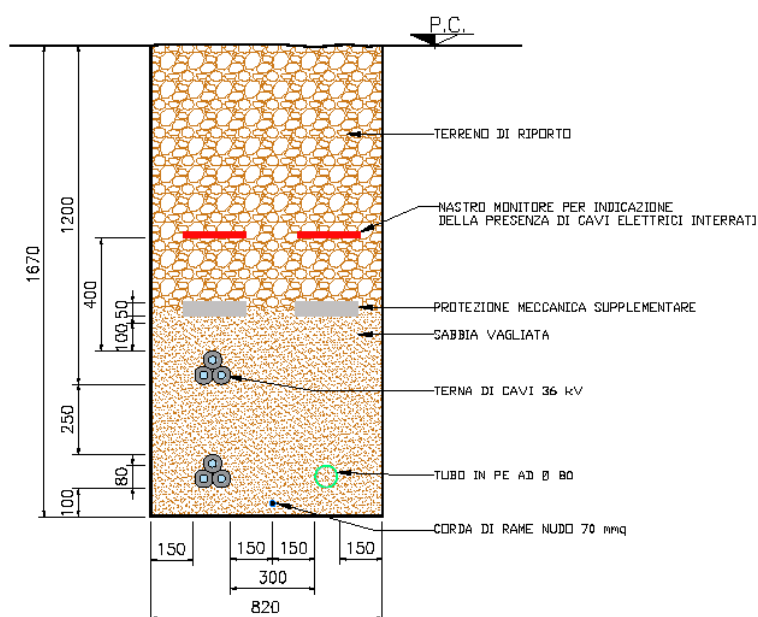 P.C.
TERRENO DI RIPORTO
NASTRO MONITORE PER INDICAZIONE
DELLA PRESENZA DI CAVI ELETTRICI INTERRATI
PROTEZIONE MECCANICA SUPPLEMENTARE
SABBIA VAGLIATA
TERNA DI CAVI 36 kV
TUBO IN PE AD Ø 80
CORDA DI RAME NUDO 70 mmq
1670
1200
400
50
100
250
80
100
150
150
150
150
300
820